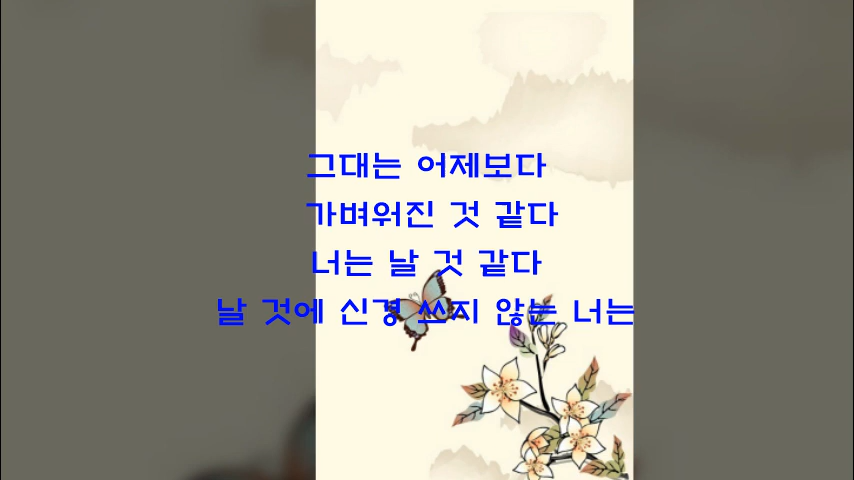 그대는 어제보다
가벼워진 것 같다
너는 날 것 같다
날 것에 신경 쓰지 않는 너는